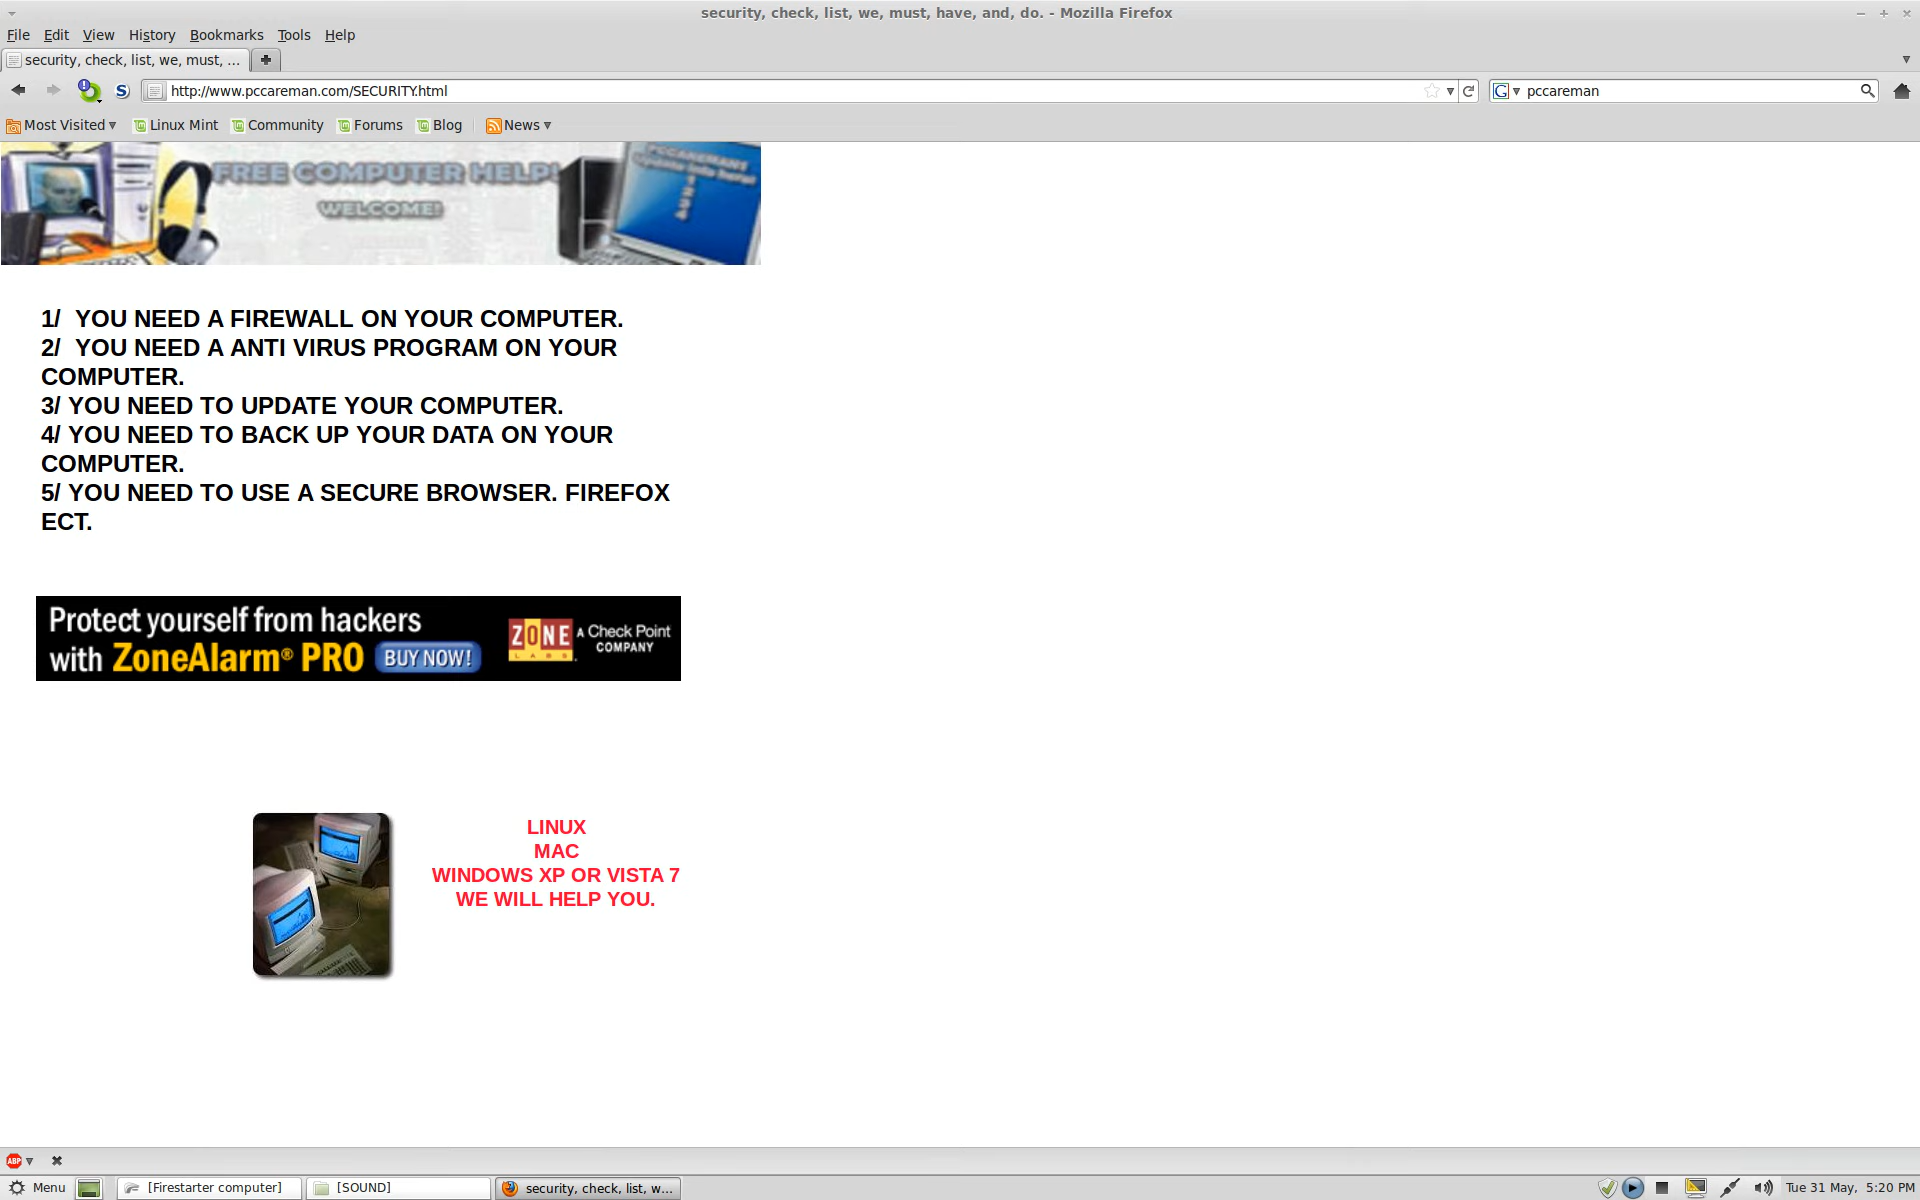 security, check, list, we, must, have, and, do. - Mozilla Firefox
File Edit View History Bookmarks Tools Help
security, check, list, we, must, ...
http://www.pccareman.com/SECURITY.html
pccareman
Most Visited Linux Mint Community Forums Blog News
FREE COMPUTER HELP!
WELCOME!
PCCAREMANS
Update info here!
1/ YOU NEED A FIREWALL ON YOUR COMPUTER.
2/ YOU NEED A ANTI VIRUS PROGRAM ON YOUR
COMPUTER.
3/ YOU NEED TO UPDATE YOUR COMPUTER.
4/ YOU NEED TO BACK UP YOUR DATA ON YOUR
COMPUTER.
5/ YOU NEED TO USE A SECURE BROWSER. FIREFOX
ECT.
Protect yourself from hackers
with ZoneAlarm® PRO BUY NOW!
ZONE
LABS
A Check Point
COMPANY
LINUX
MAC
WINDOWS XP OR VISTA 7
WE WILL HELP YOU.
ABP
Menu [Firestarter computer] [SOUND] security, check, list, w... Tue 31 May, 5:20 PM